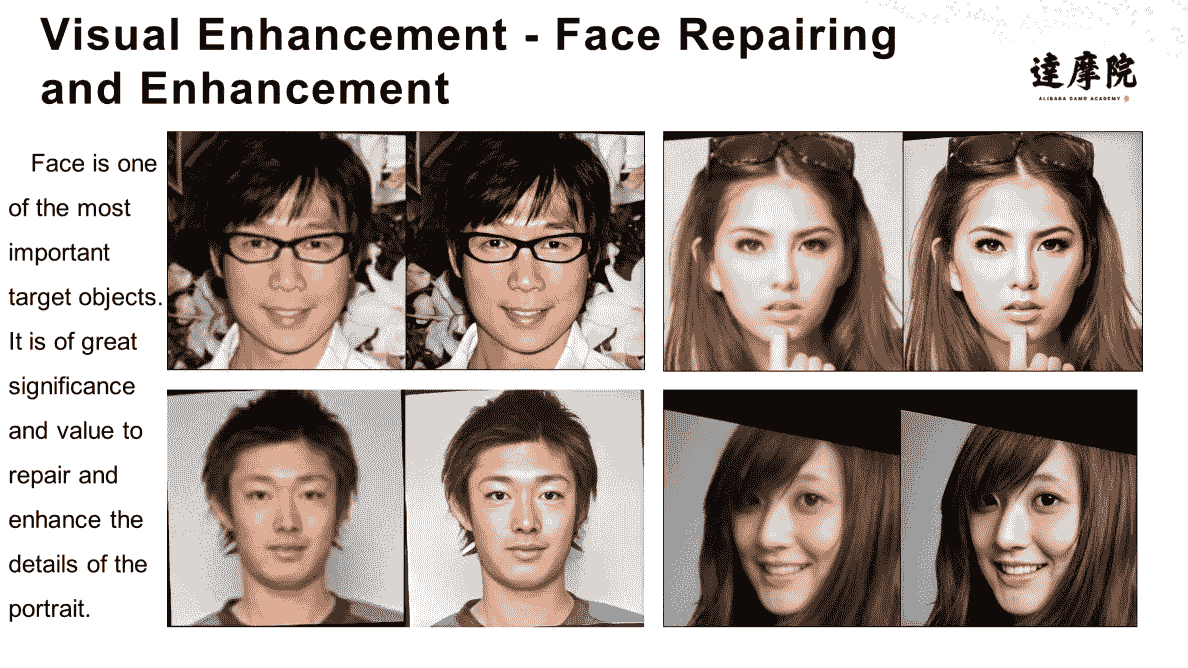 Visual Enhancement - Face Repairing
and Enhancement
達摩院
ALIBABA DAMO ACADEMY
Face is one
of the most
important
target objects.
It is of great
significance
and value to
repair and
enhance the
details of the
portrait.